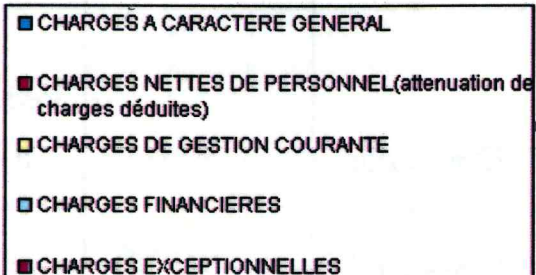 CHARGES A CARACTERE GENERAL
CHARGES NETTES DE PERSONNEL(attenuation de
charges déduites)
CHARGES DE GESTION COURANTE
CHARGES FINANCIERES
CHARGES EXCEPTIONNELLES